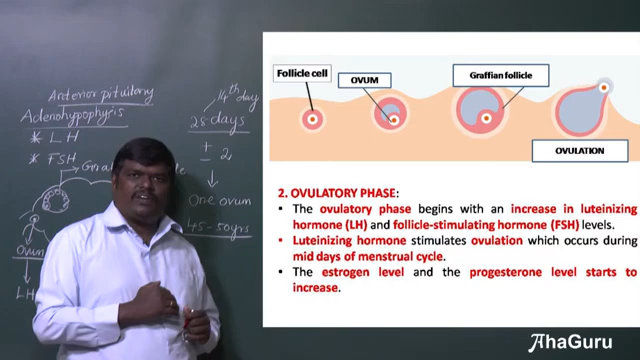 Anterior pituitary
Adenohypophysis
* LH
* FSH
14th day
28 days
± 2
One ovum
45-50yrs
Ovum
LH
Follicle cell
OVUM
Graffian follicle
OVULATION
2. OVULATORY PHASE:
• The ovulatory phase begins with an increase in luteinizing
hormone (LH) and follicle-stimulating hormone (FSH) levels.
• Luteinizing hormone stimulates ovulation which occurs during
mid days of menstrual cycle.
• The estrogen level and the progesterone level starts to
increase.
AhaGuru